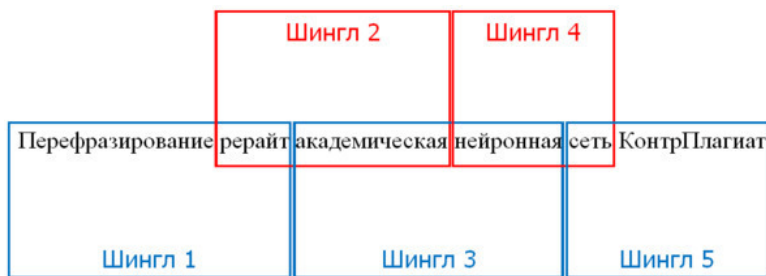 Шингл 2 Шингл 4
Перефразирование рерайт академическая нейронная сеть КонтрПлагиат
Шингл 1 Шингл 3 Шингл 5